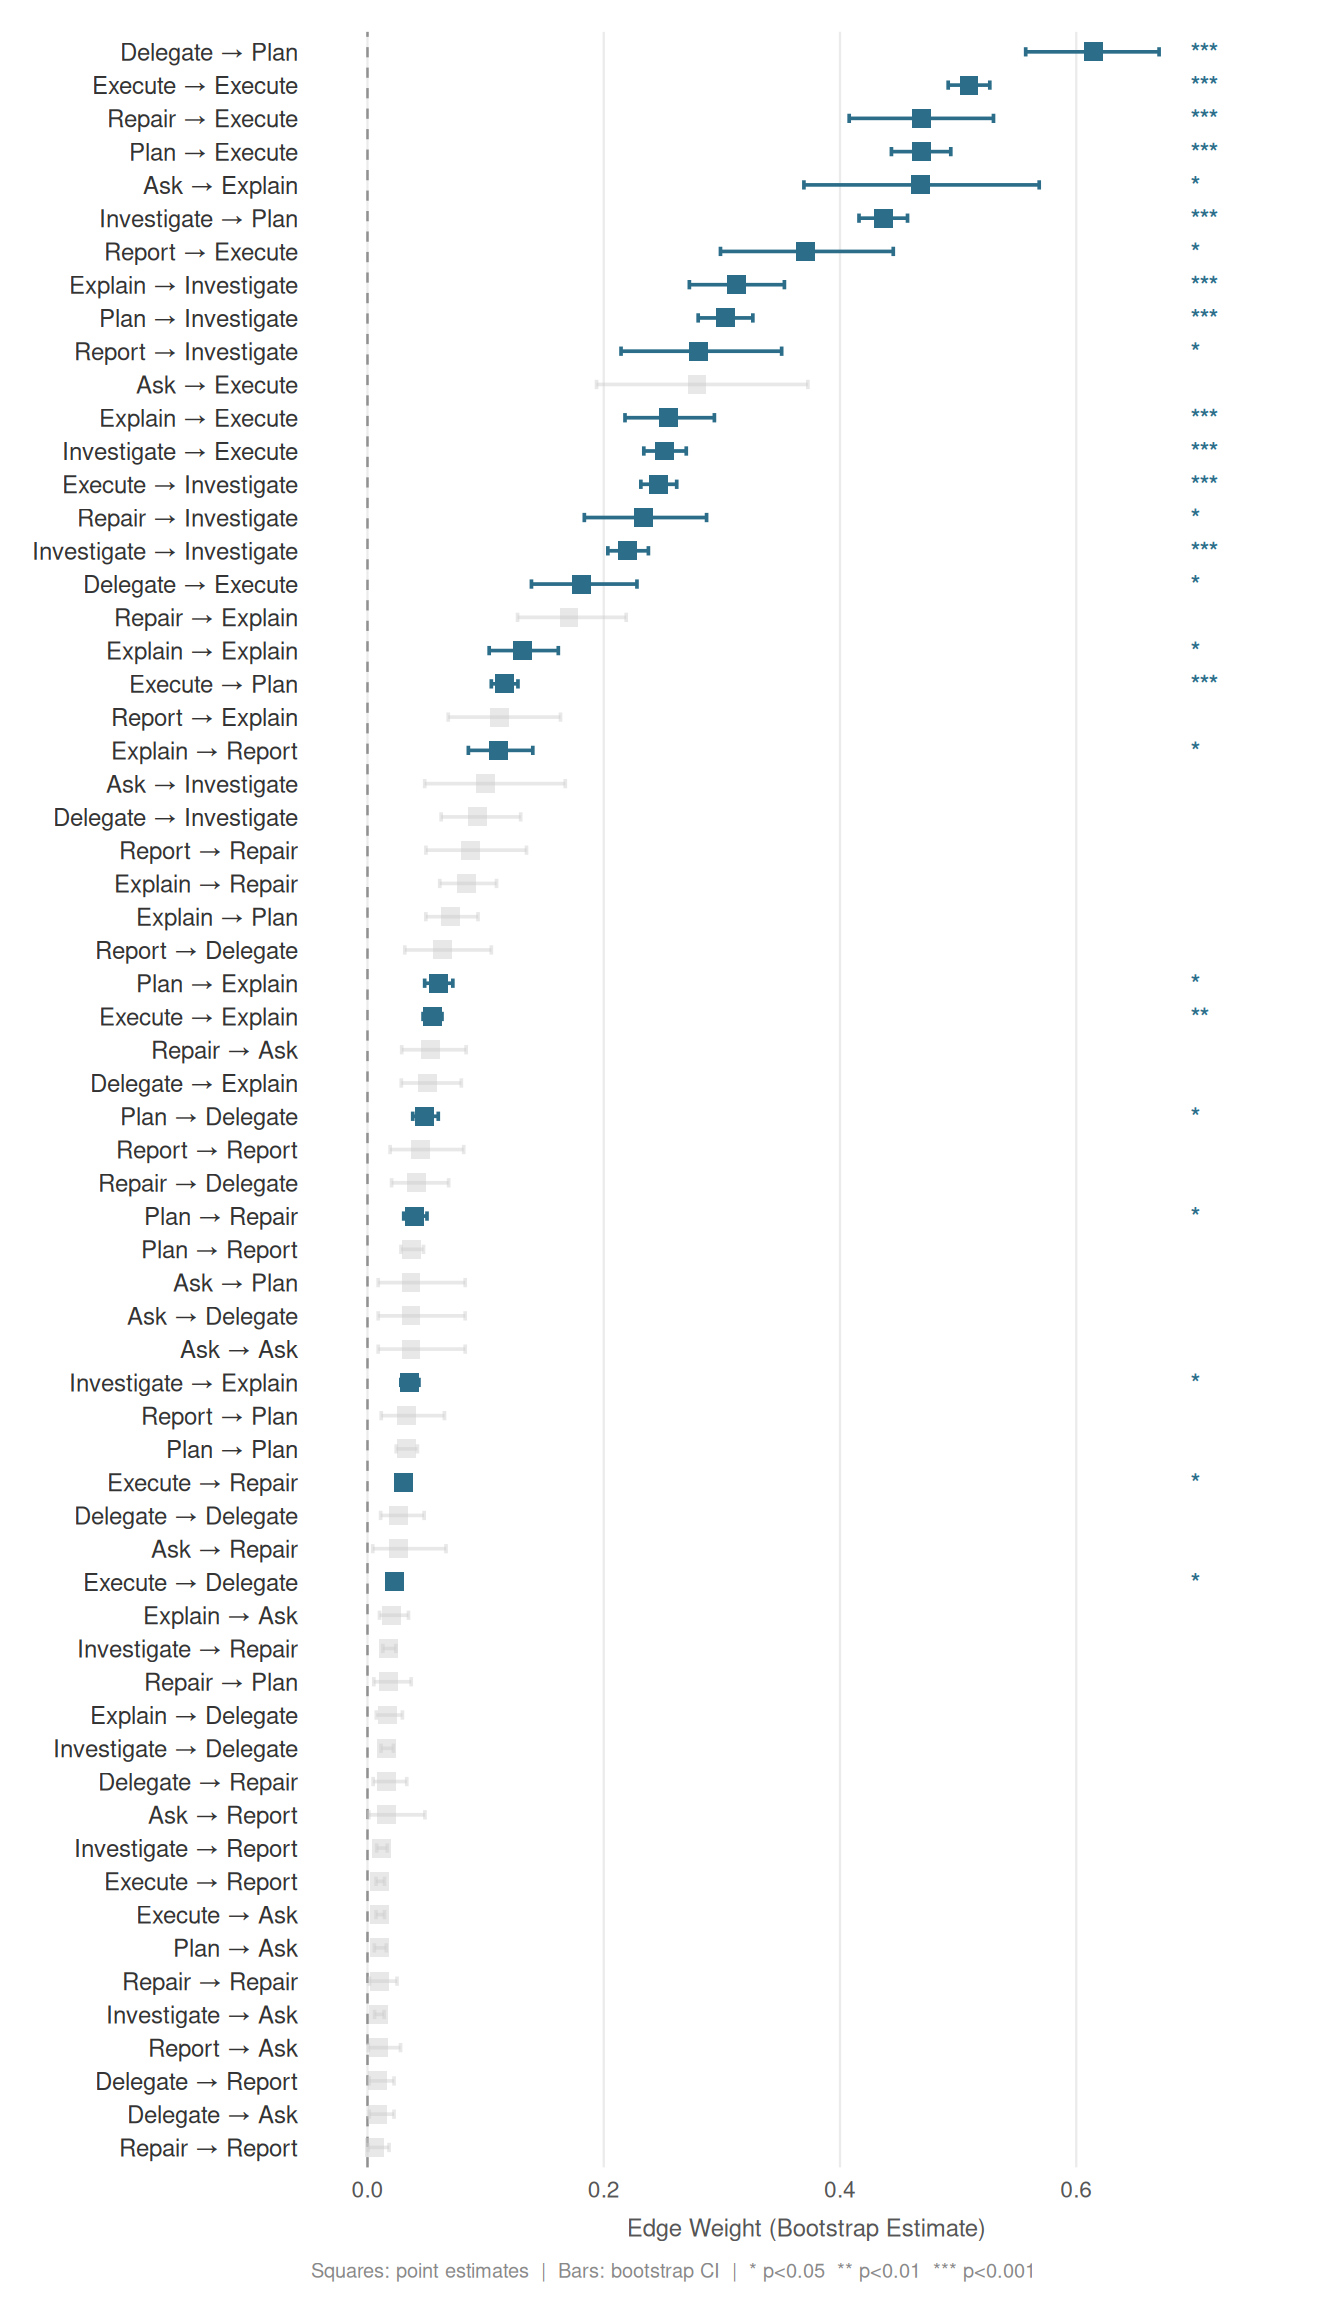 Delegate → Plan ***
Execute → Execute ***
Repair → Execute ***
Plan → Execute ***
Ask → Explain *
Investigate → Plan ***
Report → Execute *
Explain → Investigate ***
Plan → Investigate ***
Report → Investigate *
Ask → Execute
Explain → Execute ***
Investigate → Execute ***
Execute → Investigate ***
Repair → Investigate *
Investigate → Investigate ***
Delegate → Execute *
Repair → Explain
Explain → Explain *
Execute → Plan ***
Report → Explain
Explain → Report *
Ask → Investigate
Delegate → Investigate
Report → Repair
Explain → Repair
Explain → Plan
Report → Delegate
Plan → Explain *
Execute → Explain **
Repair → Ask
Delegate → Explain
Plan → Delegate *
Report → Report
Repair → Delegate
Plan → Repair *
Plan → Report
Ask → Plan
Ask → Delegate
Ask → Ask
Investigate → Explain *
Report → Plan
Plan → Plan
Execute → Repair *
Delegate → Delegate
Ask → Repair
Execute → Delegate *
Explain → Ask
Investigate → Repair
Repair → Plan
Explain → Delegate
Investigate → Delegate
Delegate → Repair
Ask → Report
Investigate → Report
Execute → Report
Execute → Ask
Plan → Ask
Repair → Repair
Investigate → Ask
Report → Ask
Delegate → Report
Delegate → Ask
Repair → Report
0.0 0.2 0.4 0.6
Edge Weight (Bootstrap Estimate)
Squares: point estimates | Bars: bootstrap CI | * p<0.05 ** p<0.01 *** p<0.001